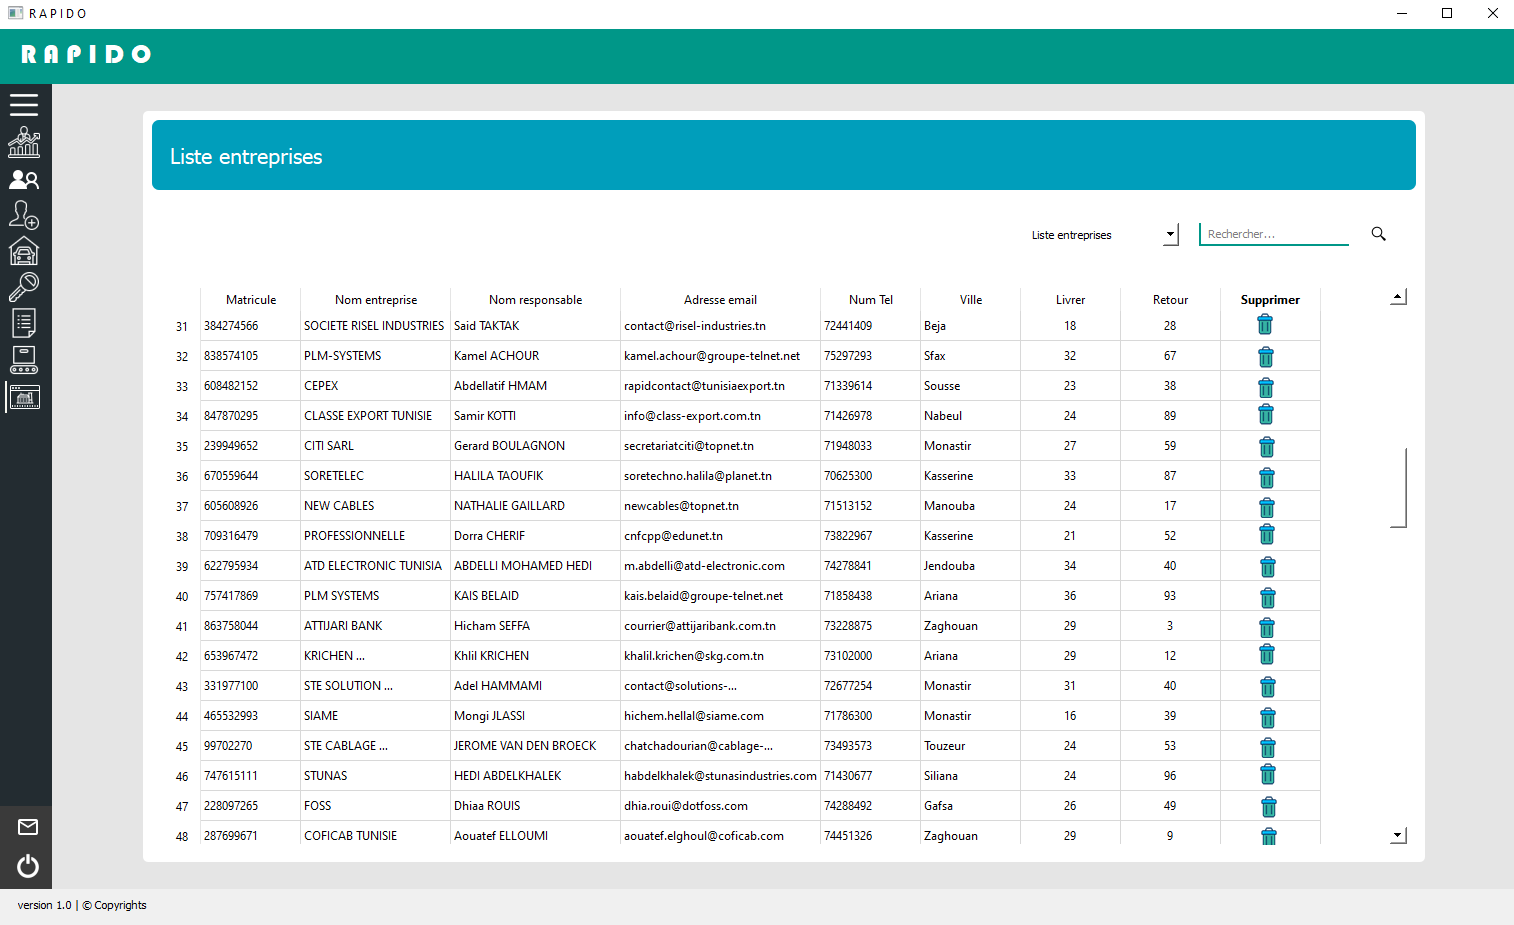 RAPIDO
RAPIDO
Liste entreprises
Liste entreprises Rechercher...
Matricule Nom entreprise Nom responsable Adresse email Num Tel Ville Livrer Retour Supprimer
31 384274566 SOCIETE RISEL INDUSTRIES Said TAKTAK contact@risel-industries.tn 72441409 Beja 18 28
32 838574105 PLM-SYSTEMS Kamel ACHOUR kamel.achour@groupe-telnet.net 75297293 Sfax 32 67
33 608482152 CEPEX Abdellatif HMAM rapidcontact@tunisiaexport.tn 71339614 Sousse 23 38
34 847870295 CLASSE EXPORT TUNISIE Samir KOTTI info@class-export.com.tn 71426978 Nabeul 24 89
35 239949652 CITI SARL Gerard BOULAGNON secretariatciti@topnet.tn 71948033 Monastir 27 59
36 670559644 SORETELEC HALILA TAOUFIK soretechno.halila@planet.tn 70625300 Kasserine 33 87
37 605608926 NEW CABLES NATHALIE GAILLARD newcables@topnet.tn 71513152 Manouba 24 17
38 709316479 PROFESSIONNELLE Dorra CHERIF cnfcpp@edunet.tn 73822967 Kasserine 21 52
39 622795934 ATD ELECTRONIC TUNISIA ABDELLI MOHAMED HEDI m.abdelli@atd-electronic.com 74278841 Jendouba 34 40
40 757417869 PLM SYSTEMS KAIS BELAID kais.belaid@groupe-telnet.net 71858438 Ariana 36 93
41 863758044 ATTIJARI BANK Hicham SEFFA courrier@attijaribank.com.tn 73228875 Zaghouan 29 3
42 653967472 KRICHEN ... Khlil KRICHEN khalil.krichen@skg.com.tn 73102000 Ariana 29 12
43 331977100 STE SOLUTION ... Adel HAMMAMI contact@solutions-... 72677254 Monastir 31 40
44 465532993 SIAME Mongi JLASSI hichem.hellal@siame.com 71786300 Monastir 16 39
45 99702270 STE CABLAGE ... JEROME VAN DEN BROECK chatchadourian@cablage-... 73493573 Touzeur 24 53
46 747615111 STUNAS HEDI ABDELKHALEK habdelkhalek@stunasindustries.com 71430677 Siliana 24 96
47 228097265 FOSS Dhiaa ROUIS dhia.roui@dotfoss.com 74288492 Gafsa 26 49
48 287699671 COFICAB TUNISIE Aouatef ELLOUMI aouatef.elghoul@coficab.com 74451326 Zaghouan 29 9
version 1.0 | © Copyrights